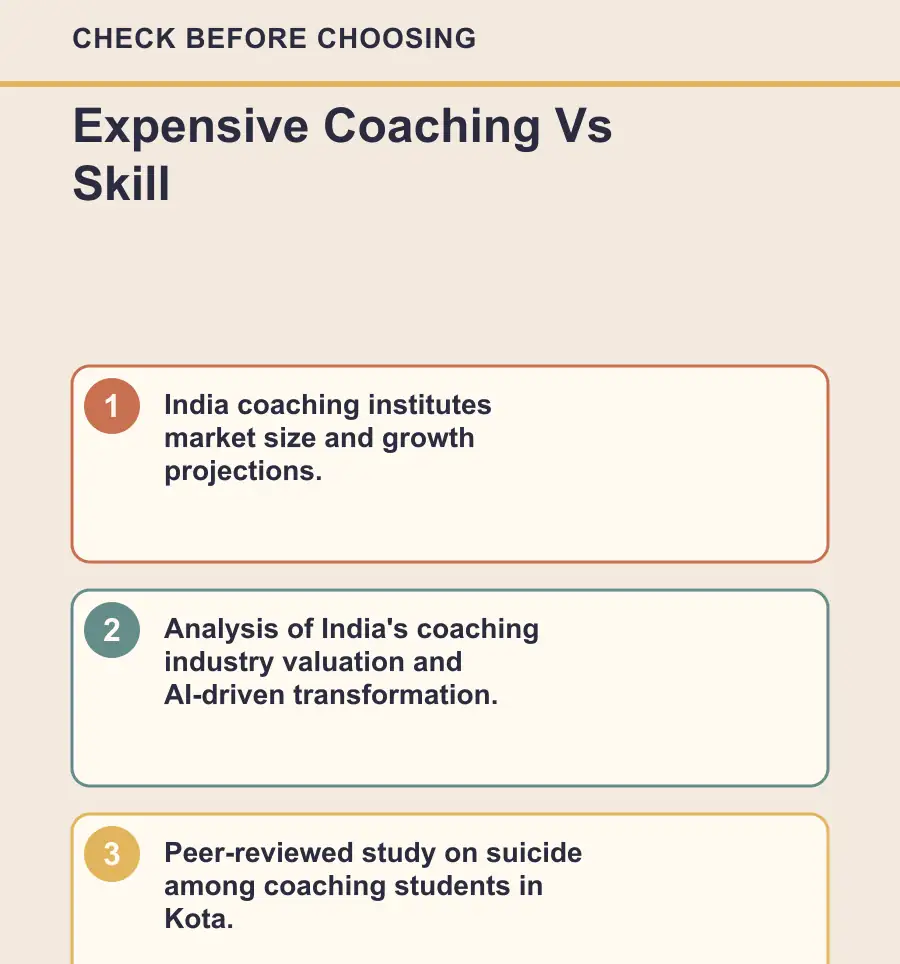 CHECK BEFORE CHOOSING
Expensive Coaching Vs
Skill
1
India coaching institutes
market size and growth
projections.
2
Analysis of India's coaching
industry valuation and
AI-driven transformation.
3
Peer-reviewed study on suicide
among coaching students in
Kota.